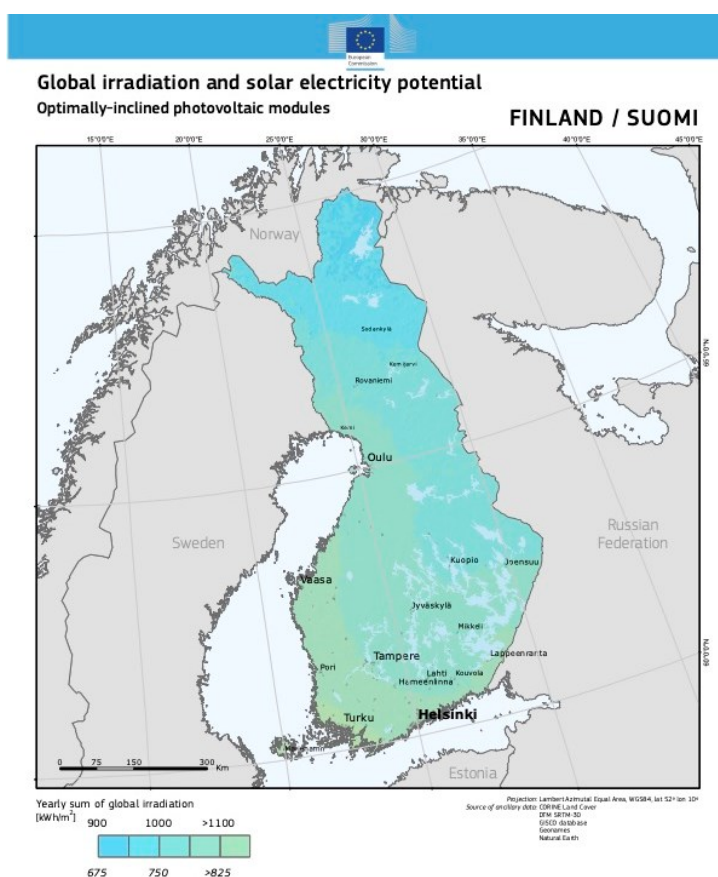 European
Commission
Global irradiation and solar electricity potential
Optimally-inclined photovoltaic modules
FINLAND / SUOMI
15°0'0"E 20°0'0"E 25°0'0"E 30°0'0"E 35°0'0"E 40°0'0"E 45°0'0"E
Norway
Sodankylä
Kemijarvi
Rovaniemi
Oulu
Sweden
Russian
Federation
Kuopio
Joensuu
Vaasa
Jyväskylä
Mikkeli
Tampere
Lappeenranta
Pori
Lahti
Kouvola
Hämeenlinna
Turku
Helsinki
Estonia
0 75 150 300
Km
Yearly sum of global irradiation
[kWh/m²]
900 1000 >1100
675 750 >825
Projection: Lambert Azimutal Equal Area, WGS84, lat 52° lon 10°
Source of ancillary data: CORINE Land Cover
DTM SRTM-30
GISCO database
Geonames
Natural Earth